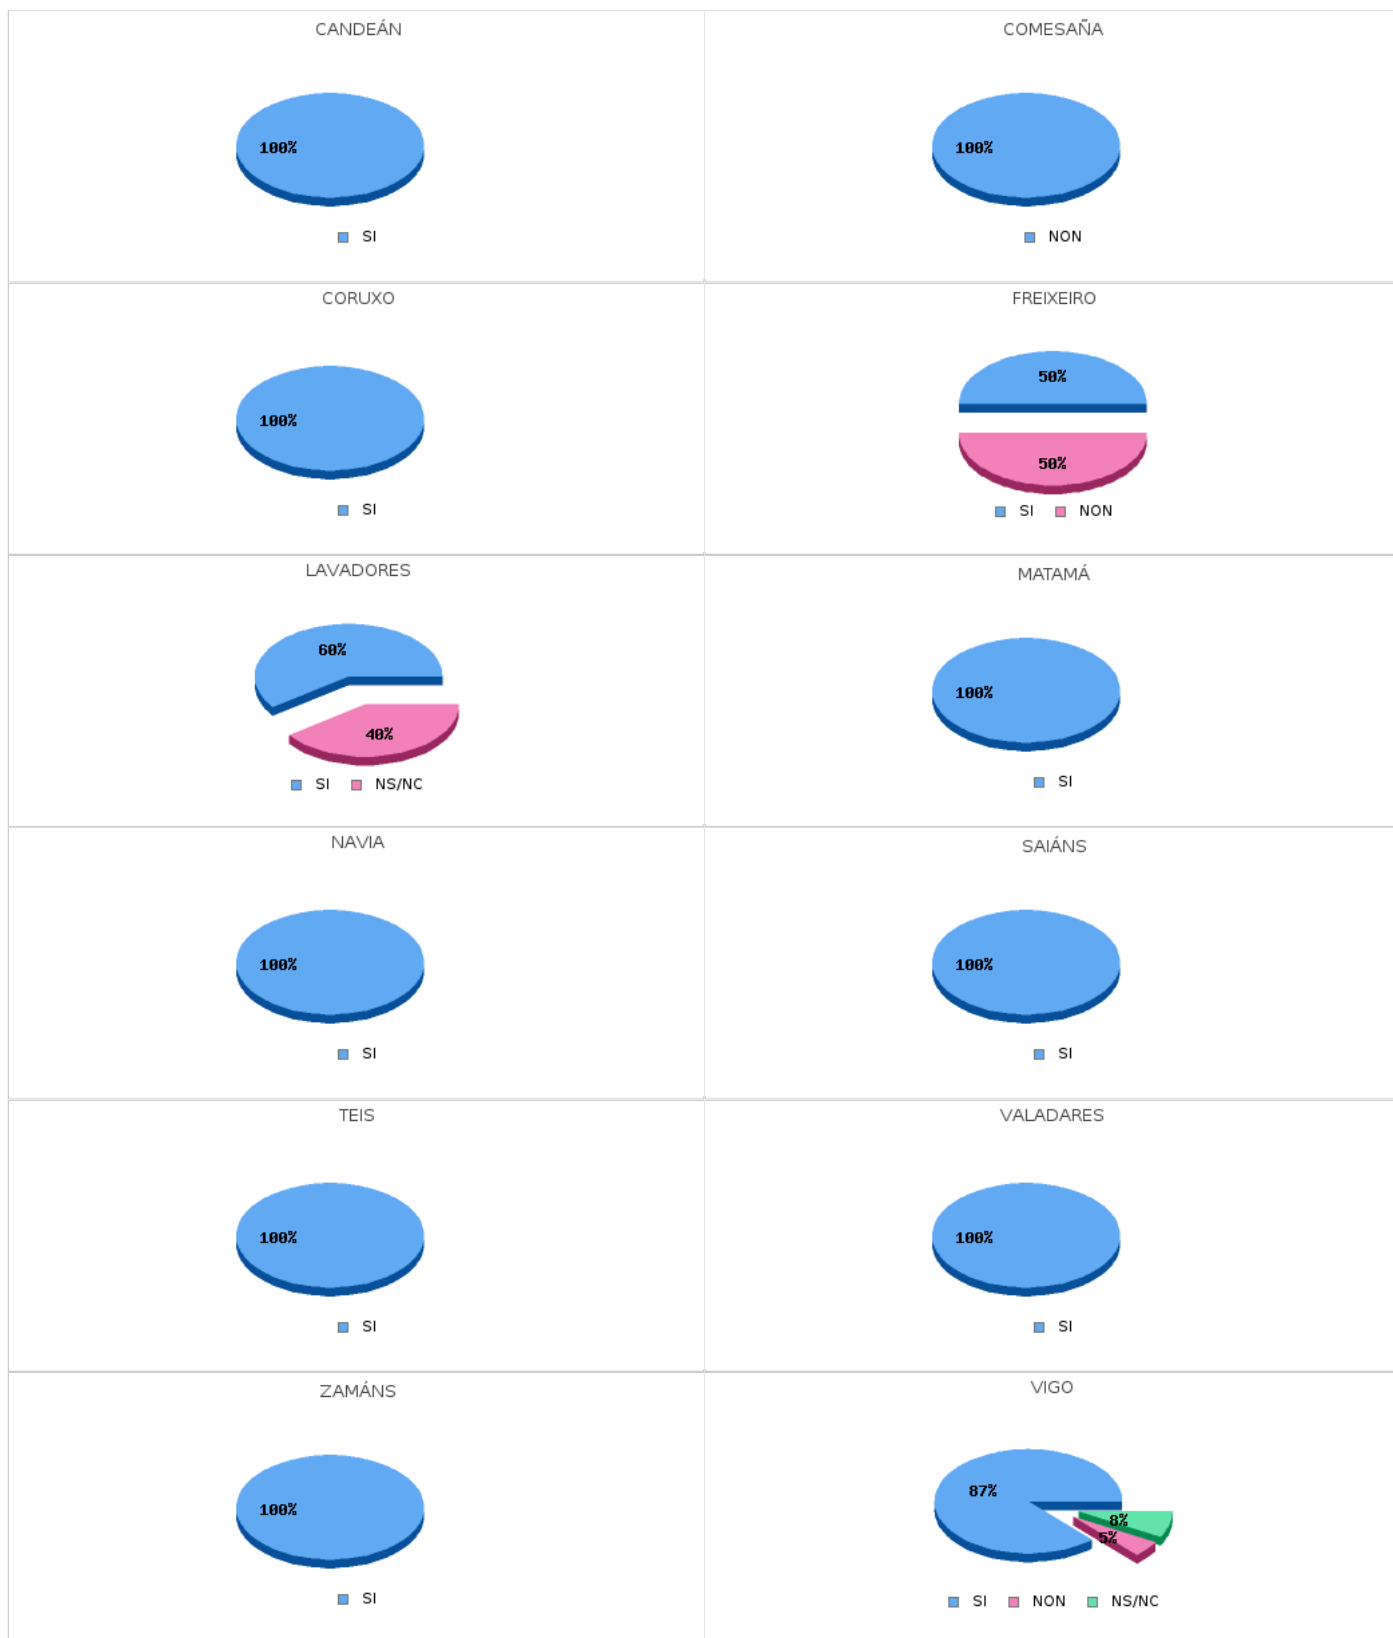 CANDEÁN
100%
SI
COMESAÑA
100%
NON
CORUXO
100%
SI
FREIXEIRO
50%
50%
SI NON
LAVADORES
60%
40%
SI NS/NC
MATAMÁ
100%
SI
NAVIA
100%
SI
SAIÁNS
100%
SI
TEIS
100%
SI
VALADARES
100%
SI
ZAMÁNS
100%
SI
VIGO
87%
8%
5%
SI NON NS/NC